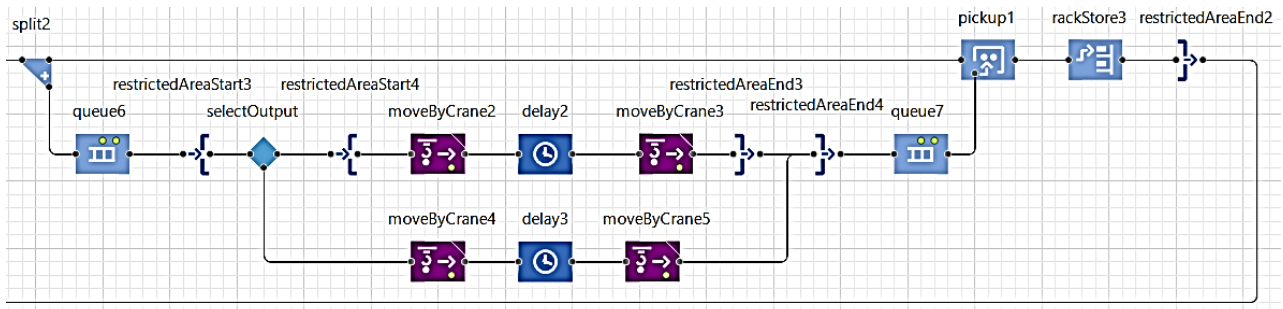 split2
pickup1
rackStore3
restrictedAreaEnd2
restrictedAreaStart3
restrictedAreaStart4
restrictedAreaEnd3
restrictedAreaEnd4
queue6
selectOutput
moveByCrane2
delay2
moveByCrane3
queue7
moveByCrane4
delay3
moveByCrane5